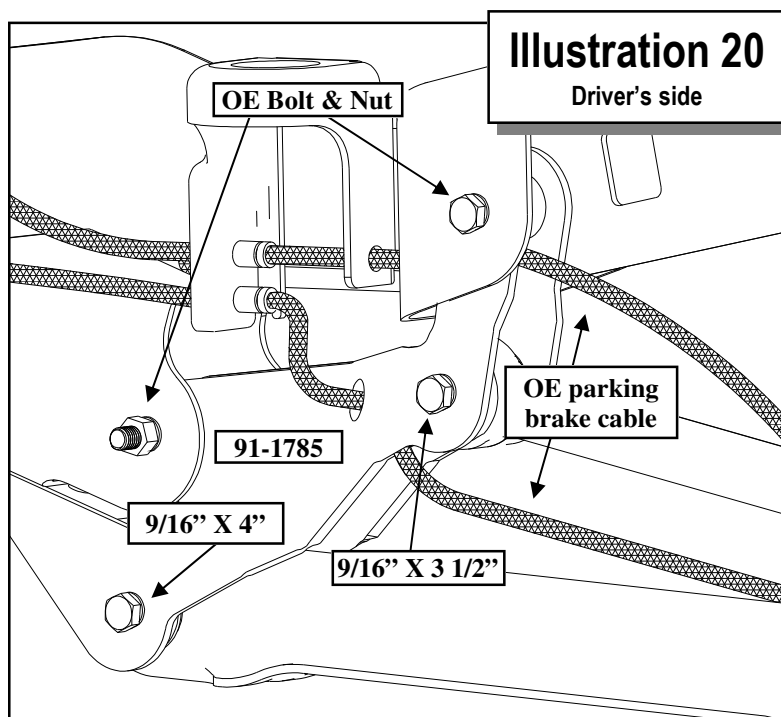 Illustration 20
Driver’s side
OE Bolt & Nut
OE parking
brake cable
91-1785
9/16” X 4”
9/16” X 3 1/2”